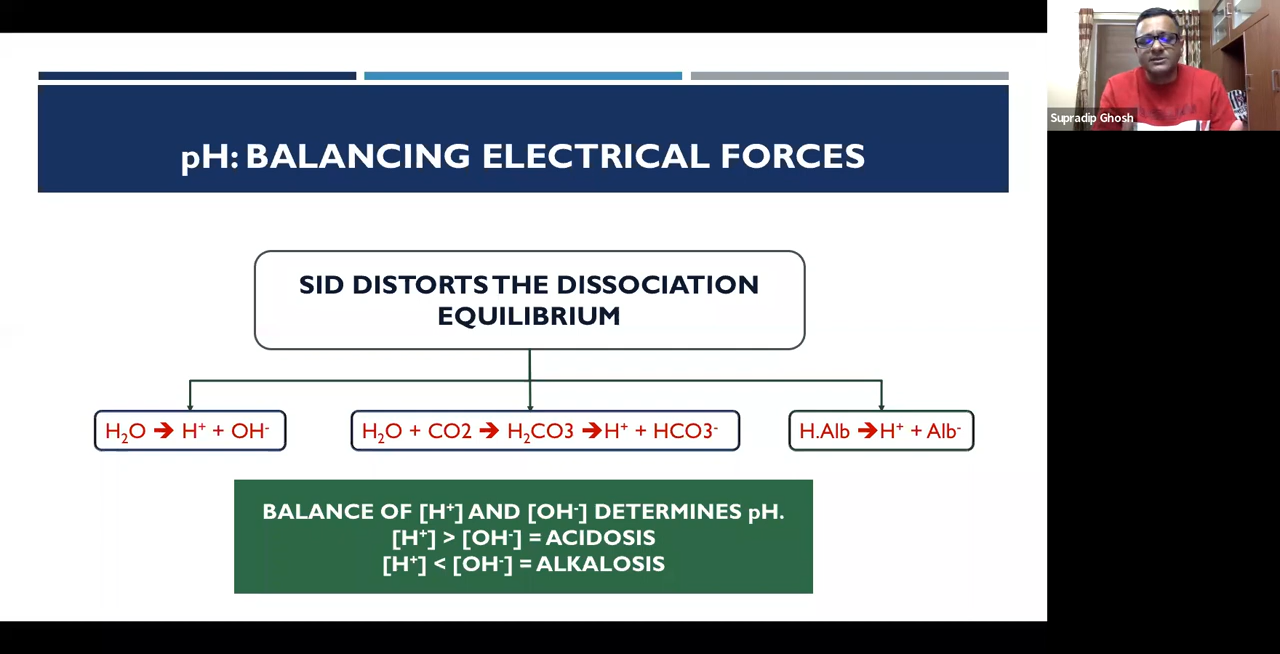 pH: BALANCING ELECTRICAL FORCES
Supradip Ghosh
SID DISTORTS THE DISSOCIATION
EQUILIBRIUM
H₂O ➔ H⁺ + OH⁻
H₂O + CO2 ➔ H₂CO3 ➔H⁺ + HCO3⁻
H.Alb ➔H⁺ + Alb⁻
BALANCE OF [H⁺] AND [OH⁻] DETERMINES pH.
[H⁺] > [OH⁻] = ACIDOSIS
[H⁺] < [OH⁻] = ALKALOSIS